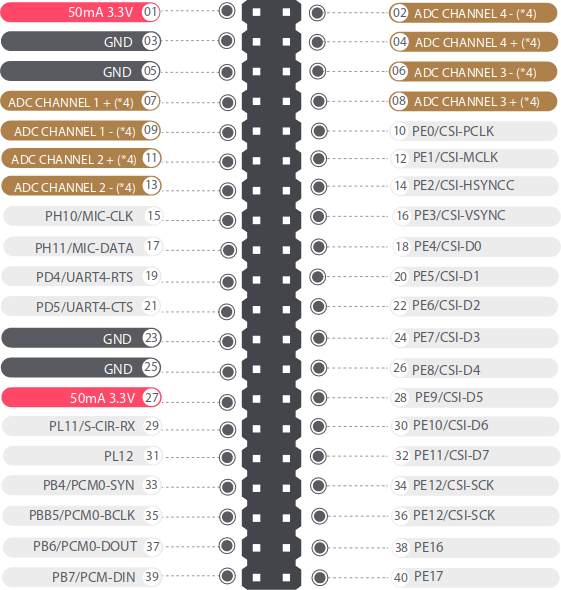 50mA 3.3V 01 02 ADC CHANNEL 4 - (*4)
GND 03 04 ADC CHANNEL 4 + (*4)
GND 05 06 ADC CHANNEL 3 - (*4)
ADC CHANNEL 1 + (*4) 07 08 ADC CHANNEL 3 + (*4)
ADC CHANNEL 1 - (*4) 09 10 PE0/CSI-PCLK
ADC CHANNEL 2 + (*4) 11 12 PE1/CSI-MCLK
ADC CHANNEL 2 - (*4) 13 14 PE2/CSI-HSYNCC
PH10/MIC-CLK 15 16 PE3/CSI-VSYNC
PH11/MIC-DATA 17 18 PE4/CSI-D0
PD4/UART4-RTS 19 20 PE5/CSI-D1
PD5/UART4-CTS 21 22 PE6/CSI-D2
GND 23 24 PE7/CSI-D3
GND 25 26 PE8/CSI-D4
50mA 3.3V 27 28 PE9/CSI-D5
PL11/S-CIR-RX 29 30 PE10/CSI-D6
PL12 31 32 PE11/CSI-D7
PB4/PCM0-SYN 33 34 PE12/CSI-SCK
PBB5/PCM0-BCLK 35 36 PE12/CSI-SCK
PB6/PCM0-DOUT 37 38 PE16
PB7/PCM-DIN 39 40 PE17